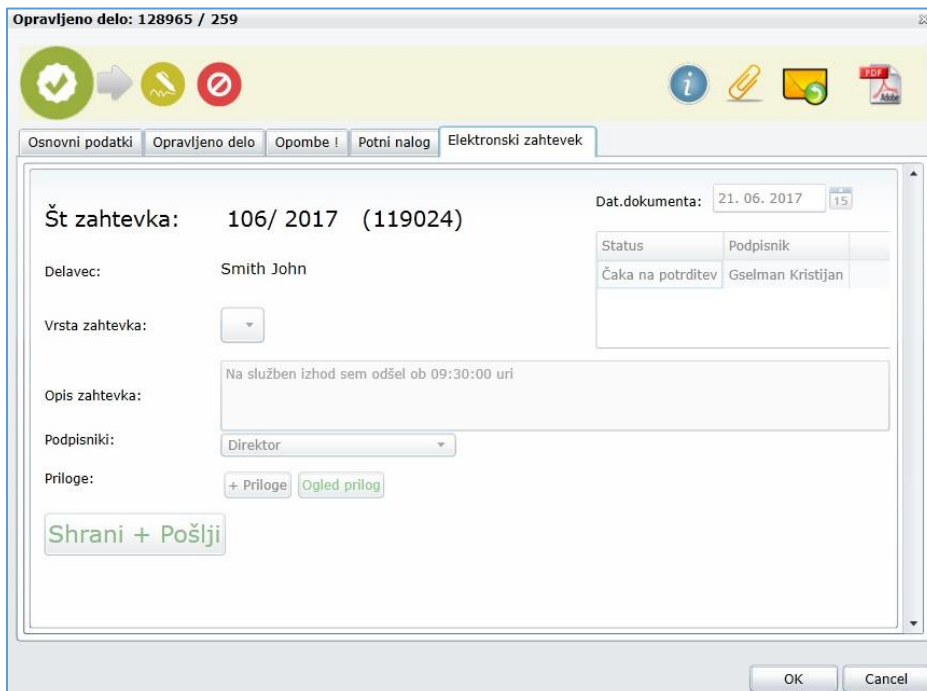 Opravljeno delo: 128965 / 259
PDF
Adobe
Osnovni podatki Opravljeno delo Opombe ! Potni nalog Elektronski zahtevek
Št zahtevka: 106/ 2017 (119024)
Dat.dokumenta: 21. 06. 2017 15
Status Podpisnik
Čaka na potrditev Gselman Kristijan
Delavec: Smith John
Vrsta zahtevka:
Opis zahtevka: Na služben izhod sem odšel ob 09:30:00 uri
Podpisniki: Direktor
Priloge: + Priloge Ogled prilog
Shrani + Pošlji
OK Cancel